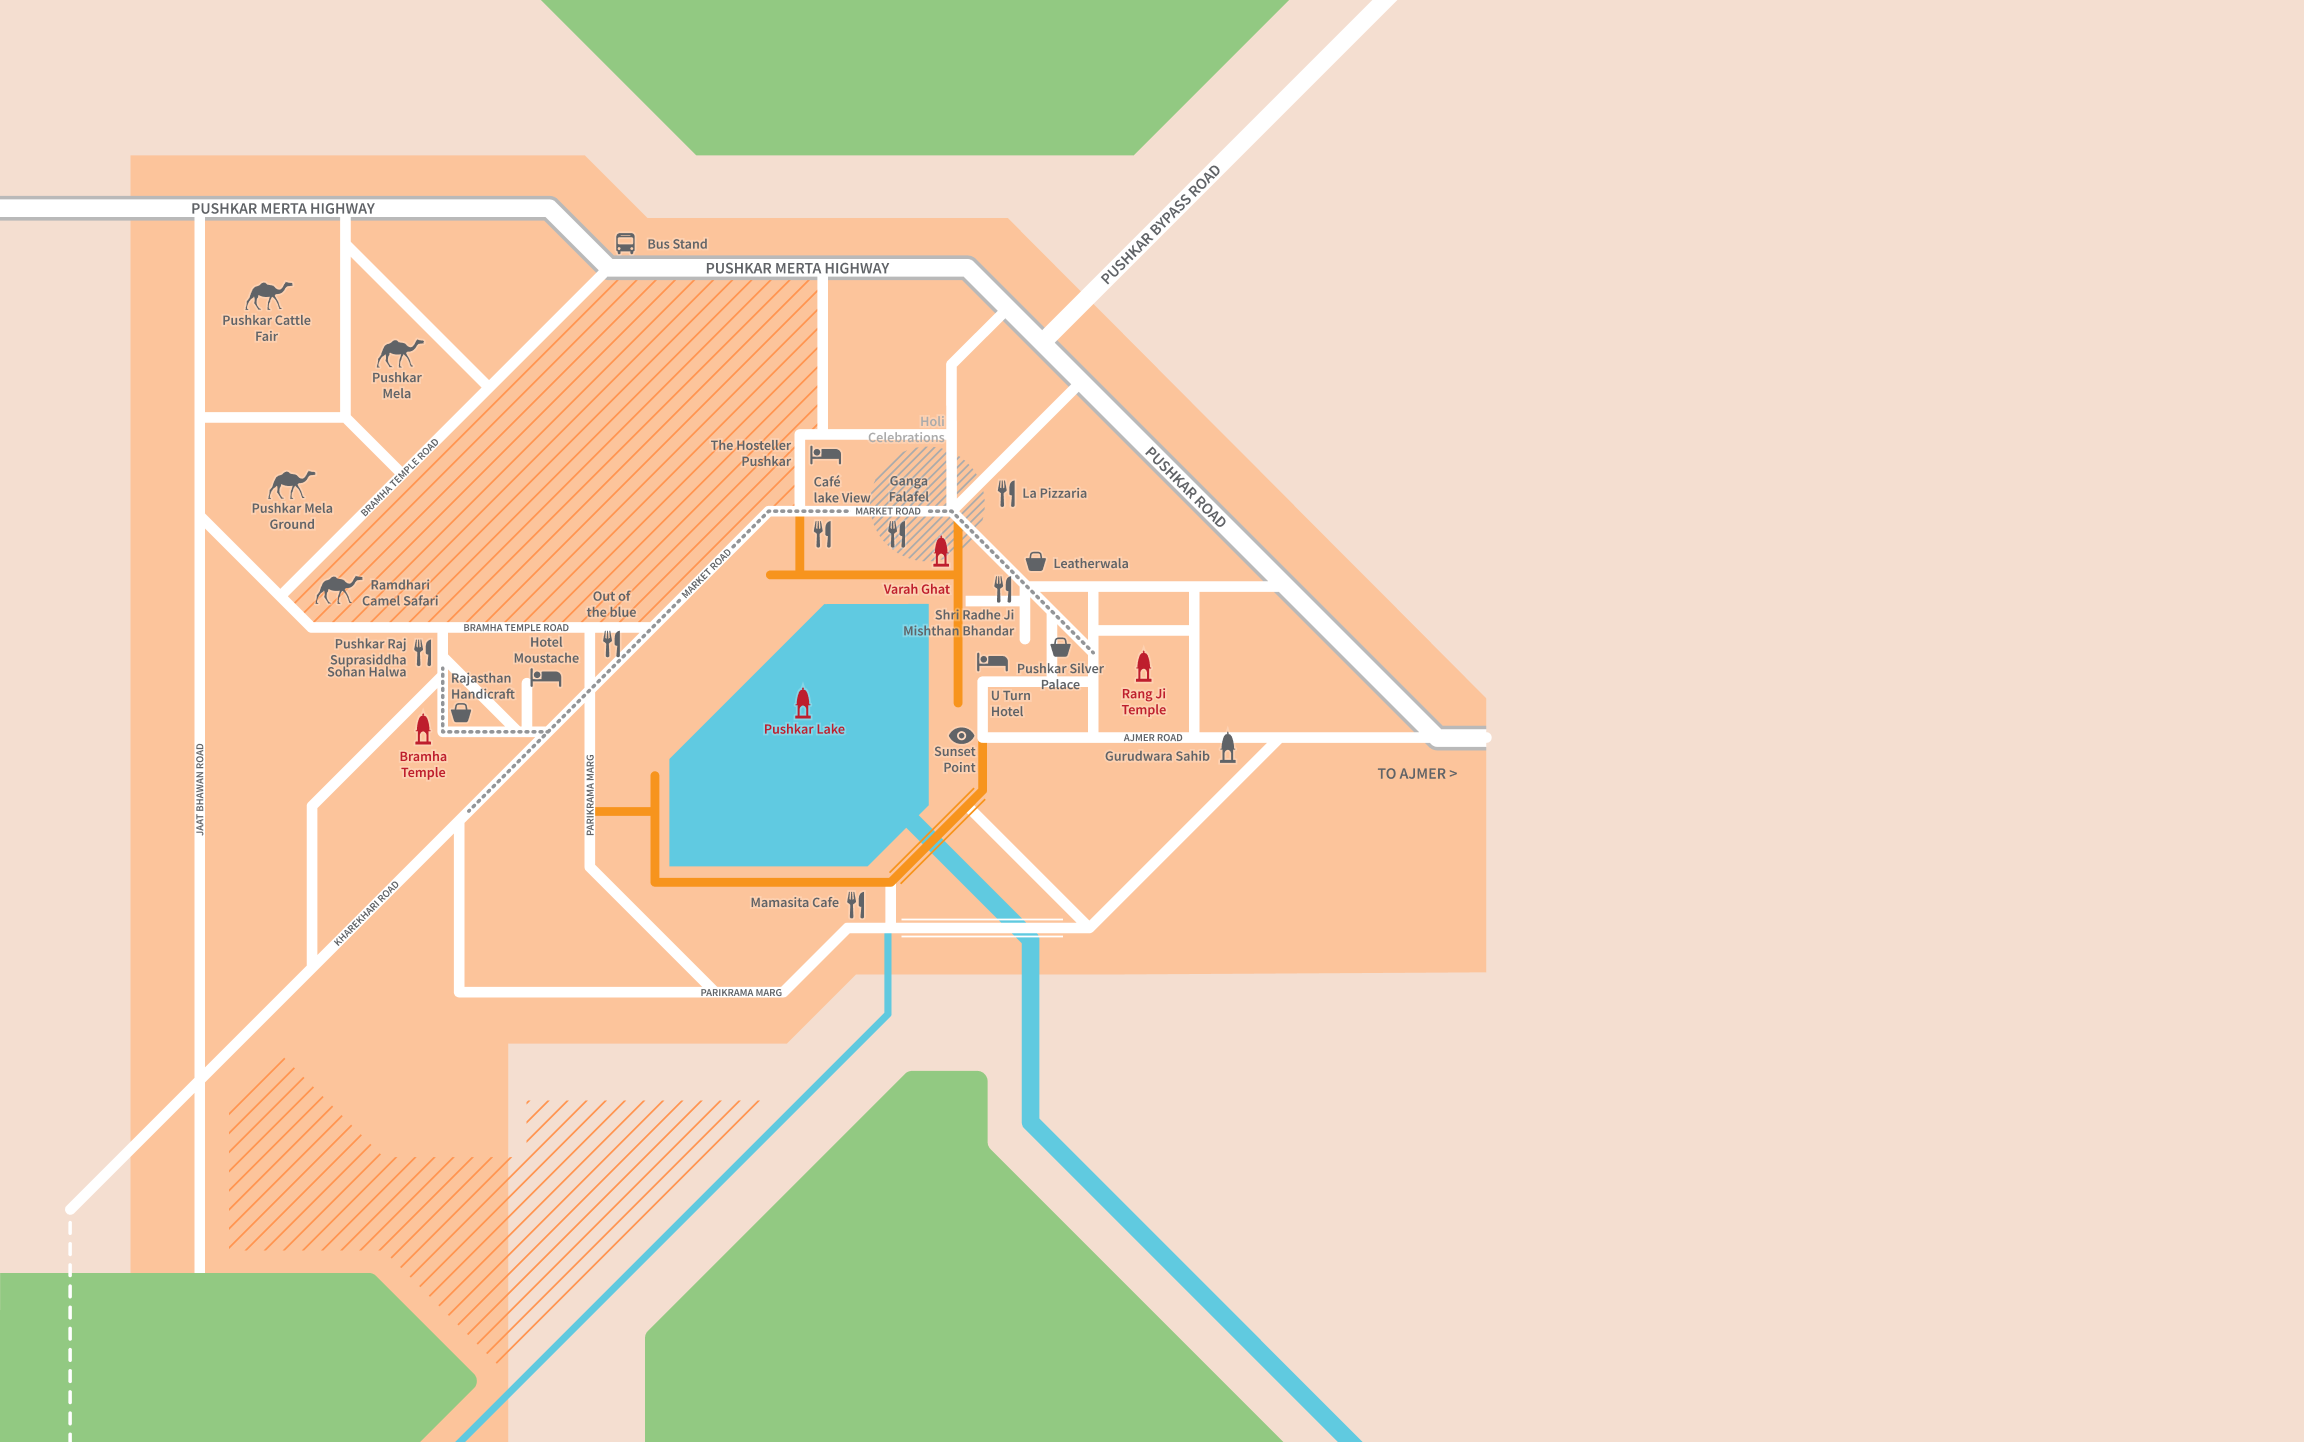 PUSHKAR BYPASS ROAD
PUSHKAR MERTA HIGHWAY
Bus Stand
PUSHKAR MERTA HIGHWAY
Pushkar Cattle
Fair
Pushkar
Mela
Holi
Celebrations
The Hosteller
Pushkar
BRAMHA TEMPLE ROAD
PUSHKAR ROAD
Café
lake View
Ganga
Falafel
La Pizzaria
Pushkar Mela
Ground
MARKET ROAD
MARKET ROAD
Leatherwala
Ramdhari
Camel Safari
Varah Ghat
Out of
the blue
Shri Radhe Ji
Mishthan Bhandar
BRAMHA TEMPLE ROAD
Pushkar Raj
Suprasiddha
Sohan Halwa
Hotel
Moustache
Rajasthan
Handicraft
Pushkar Silver
Palace
U Turn
Hotel
Rang Ji
Temple
Pushkar Lake
AJMER ROAD
Sunset
Point
Gurudwara Sahib
Bramha
Temple
TO AJMER >
JAAT BHAWAN ROAD
PARIKRAMA MARG
KHAREKHARI ROAD
Mamasita Cafe
PARIKRAMA MARG